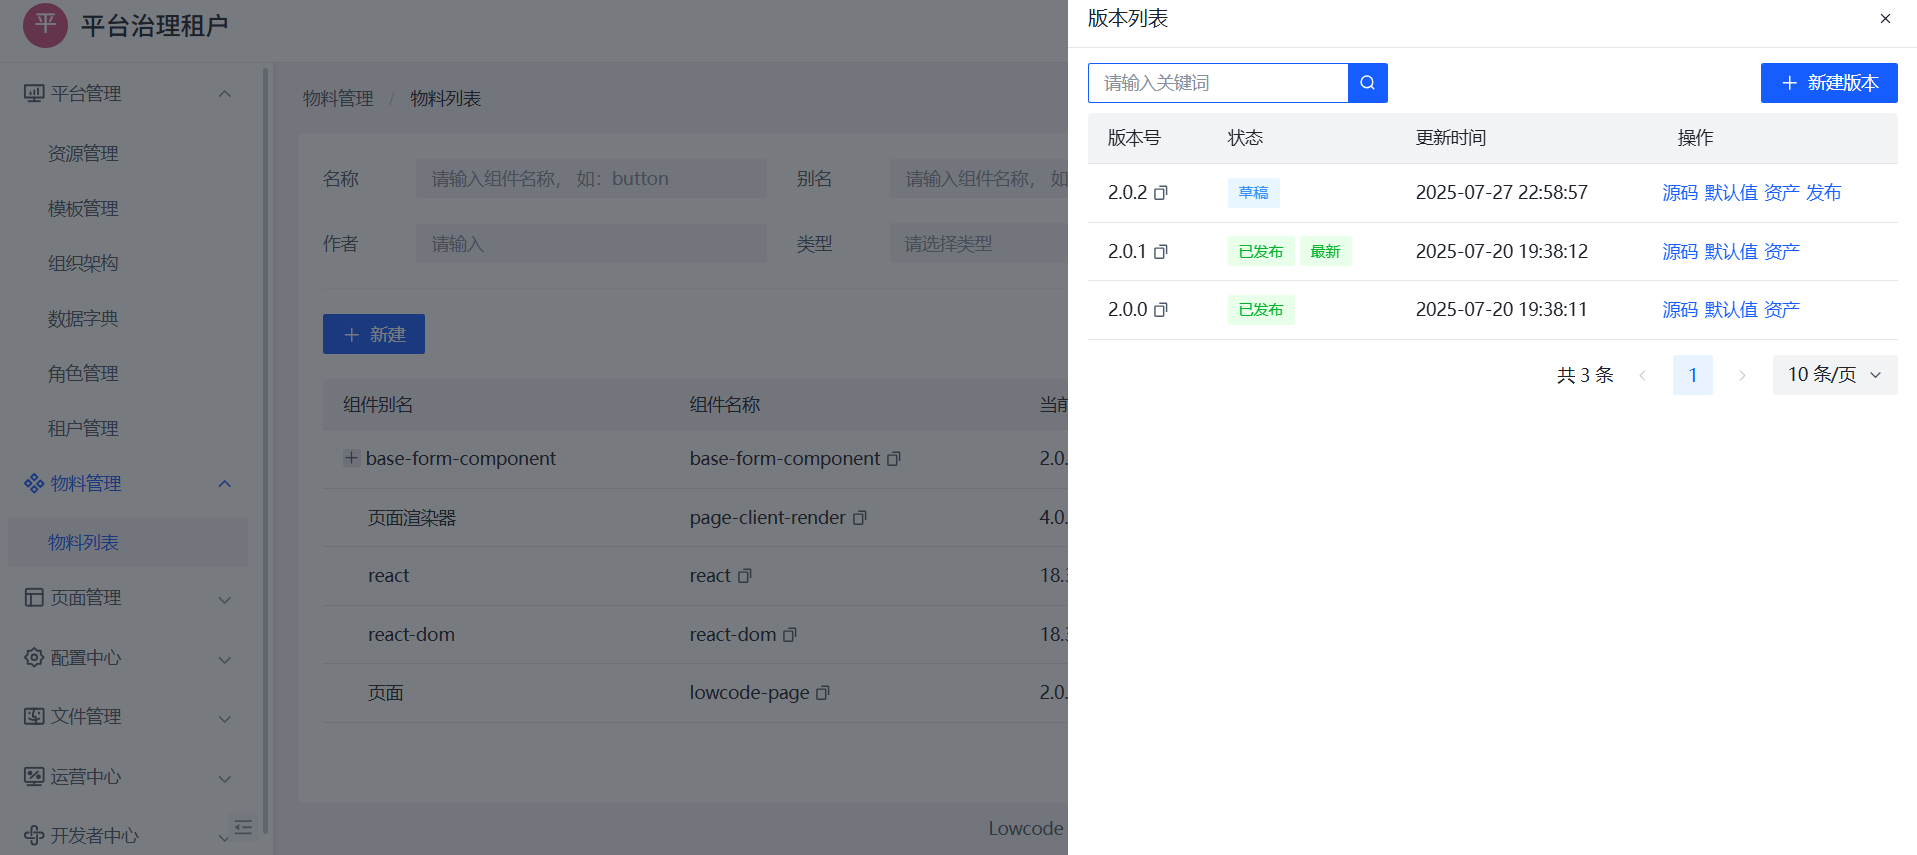 平 平台治理租户
平台管理
资源管理
模板管理
组织架构
数据字典
角色管理
租户管理
物料管理
物料列表
页面管理
配置中心
文件管理
运营中心
开发者中心
物料管理 / 物料列表
名称 请输入组件名称， 如：button 别名 请输入组件名称， 如
作者 请输入 类型 请选择类型
新建
组件别名 组件名称 当前
base-form-component base-form-component 2.0.
页面渲染器 page-client-render 4.0.
react react 18.3
react-dom react-dom 18.3
页面 lowcode-page 2.0.
Lowcode
版本列表
请输入关键词 新建版本
版本号 状态 更新时间 操作
2.0.2 草稿 2025-07-27 22:58:57 源码 默认值 资产 发布
2.0.1 已发布 最新 2025-07-20 19:38:12 源码 默认值 资产
2.0.0 已发布 2025-07-20 19:38:11 源码 默认值 资产
共 3 条 1 10 条/页